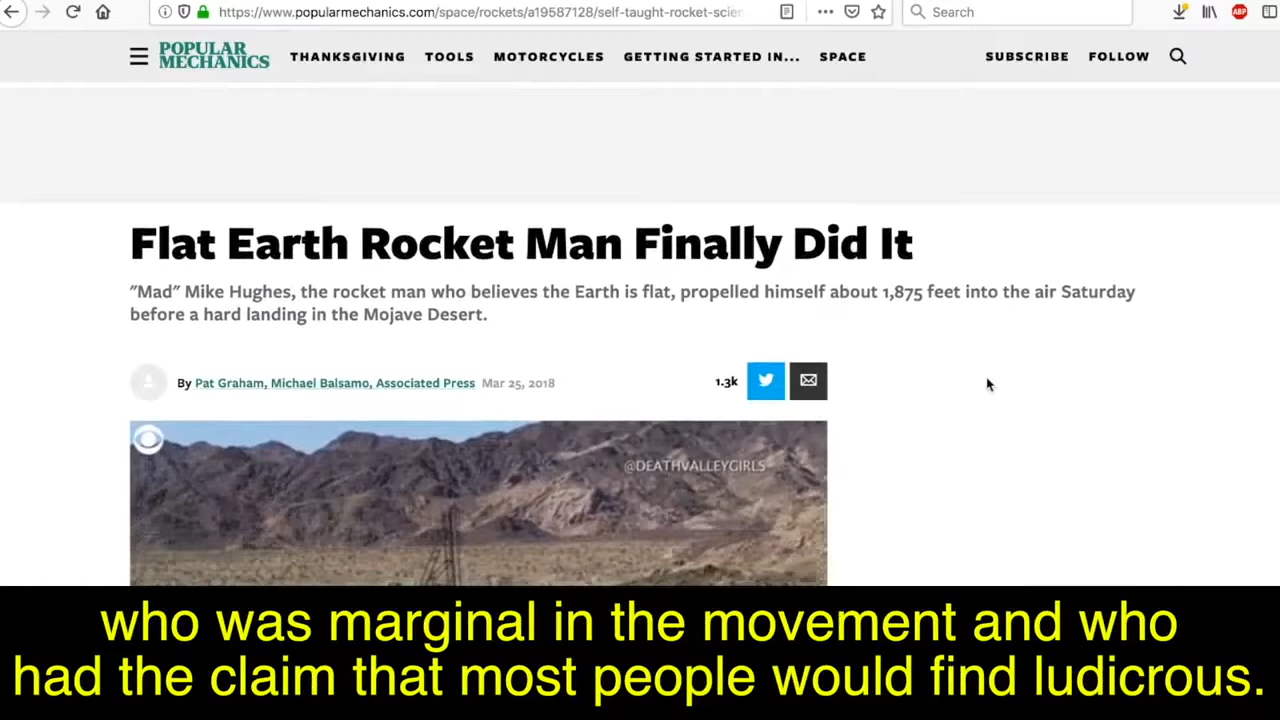 https://www.popularmechanics.com/space/rockets/a19587128/self-taught-rocket-scien
Search
ABP
POPULAR
MECHANICS
THANKSGIVING TOOLS MOTORCYCLES GETTING STARTED IN... SPACE SUBSCRIBE FOLLOW
Flat Earth Rocket Man Finally Did It
"Mad" Mike Hughes, the rocket man who believes the Earth is flat, propelled himself about 1,875 feet into the air Saturday
before a hard landing in the Mojave Desert.
By Pat Graham, Michael Balsamo, Associated Press Mar 25, 2018 1.3k
@DEATHVALLEYGIRLS
who was marginal in the movement and who
had the claim that most people would find ludicrous.